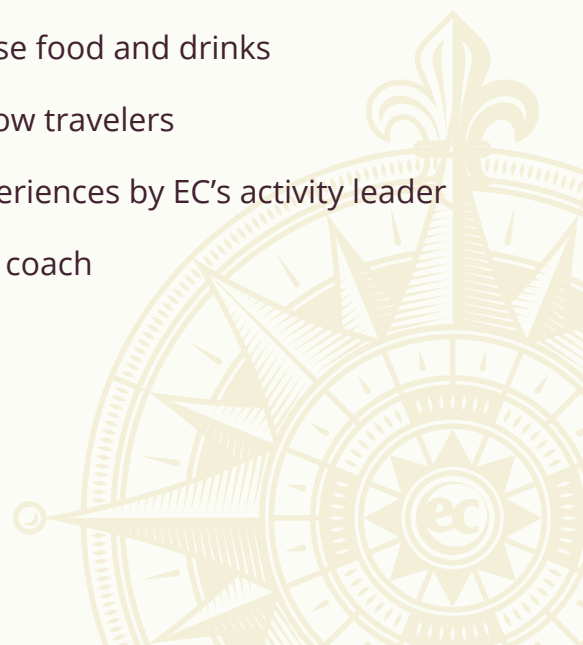 se food and drinks
ow travelers
eriences by EC’s activity leader
coach
ec